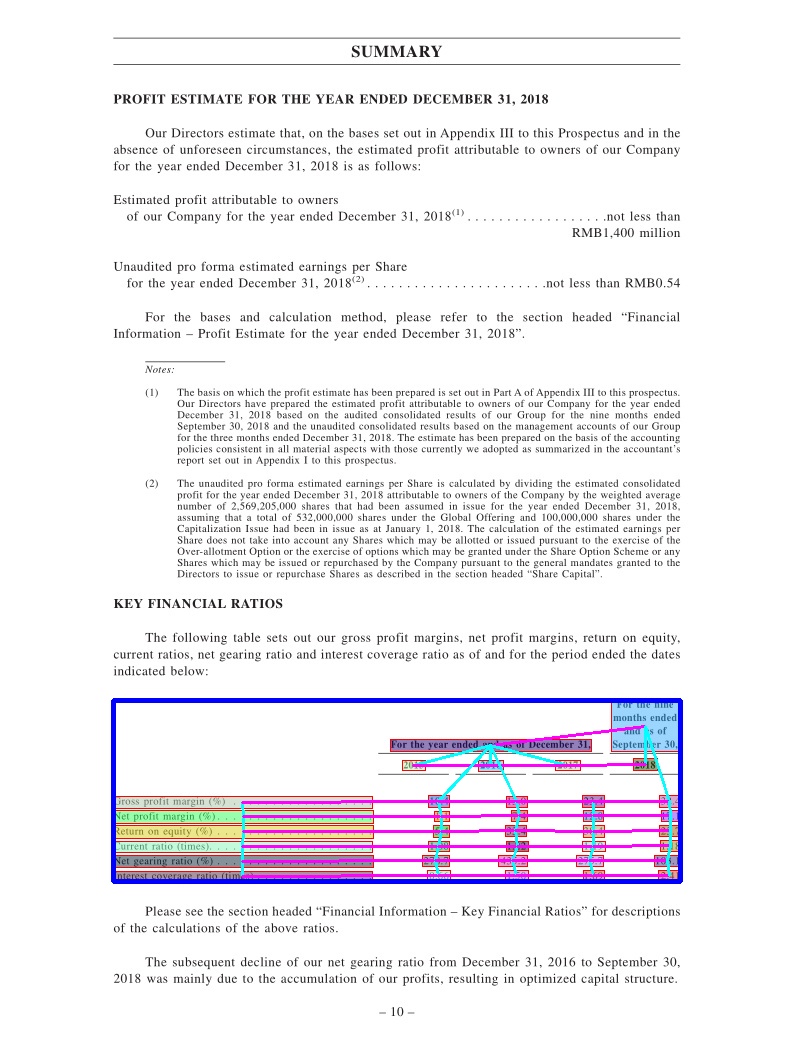 SUMMARY
PROFIT ESTIMATE FOR THE YEAR ENDED DECEMBER 31, 2018
Our Directors estimate that, on the bases set out in Appendix III to this Prospectus and in the
absence of unforeseen circumstances, the estimated profit attributable to owners of our Company
for the year ended December 31, 2018 is as follows:
Estimated profit attributable to owners
of our Company for the year ended December 31, 2018(1) . . . . . . . . . . . . . . . . . .not less than
RMB1,400 million
Unaudited pro forma estimated earnings per Share
for the year ended December 31, 2018(2) . . . . . . . . . . . . . . . . . . . . . . .not less than RMB0.54
For the bases and calculation method, please refer to the section headed “Financial
Information – Profit Estimate for the year ended December 31, 2018”.
Notes:
(1) The basis on which the profit estimate has been prepared is set out in Part A of Appendix III to this prospectus.
Our Directors have prepared the estimated profit attributable to owners of our Company for the year ended
December 31, 2018 based on the audited consolidated results of our Group for the nine months ended
September 30, 2018 and the unaudited consolidated results based on the management accounts of our Group
for the three months ended December 31, 2018. The estimate has been prepared on the basis of the accounting
policies consistent in all material aspects with those currently we adopted as summarized in the accountant’s
report set out in Appendix I to this prospectus.
(2) The unaudited pro forma estimated earnings per Share is calculated by dividing the estimated consolidated
profit for the year ended December 31, 2018 attributable to owners of the Company by the weighted average
number of 2,569,205,000 shares that had been assumed in issue for the year ended December 31, 2018,
assuming that a total of 532,000,000 shares under the Global Offering and 100,000,000 shares under the
Capitalization Issue had been in issue as at January 1, 2018. The calculation of the estimated earnings per
Share does not take into account any Shares which may be allotted or issued pursuant to the exercise of the
Over-allotment Option or the exercise of options which may be granted under the Share Option Scheme or any
Shares which may be issued or repurchased by the Company pursuant to the general mandates granted to the
Directors to issue or repurchase Shares as described in the section headed “Share Capital”.
KEY FINANCIAL RATIOS
The following table sets out our gross profit margins, net profit margins, return on equity,
current ratios, net gearing ratio and interest coverage ratio as of and for the period ended the dates
indicated below:
For the nine
months ended
and as of
For the year ended and as of December 31, September 30,
2016 2017 2018
Gross profit margin (%)
Net profit margin (%)
Return on equity (%)
Current ratio (times)
Net gearing ratio (%)
Interest coverage ratio (times)
Please see the section headed “Financial Information – Key Financial Ratios” for descriptions
of the calculations of the above ratios.
The subsequent decline of our net gearing ratio from December 31, 2016 to September 30,
2018 was mainly due to the accumulation of our profits, resulting in optimized capital structure.
– 10 –